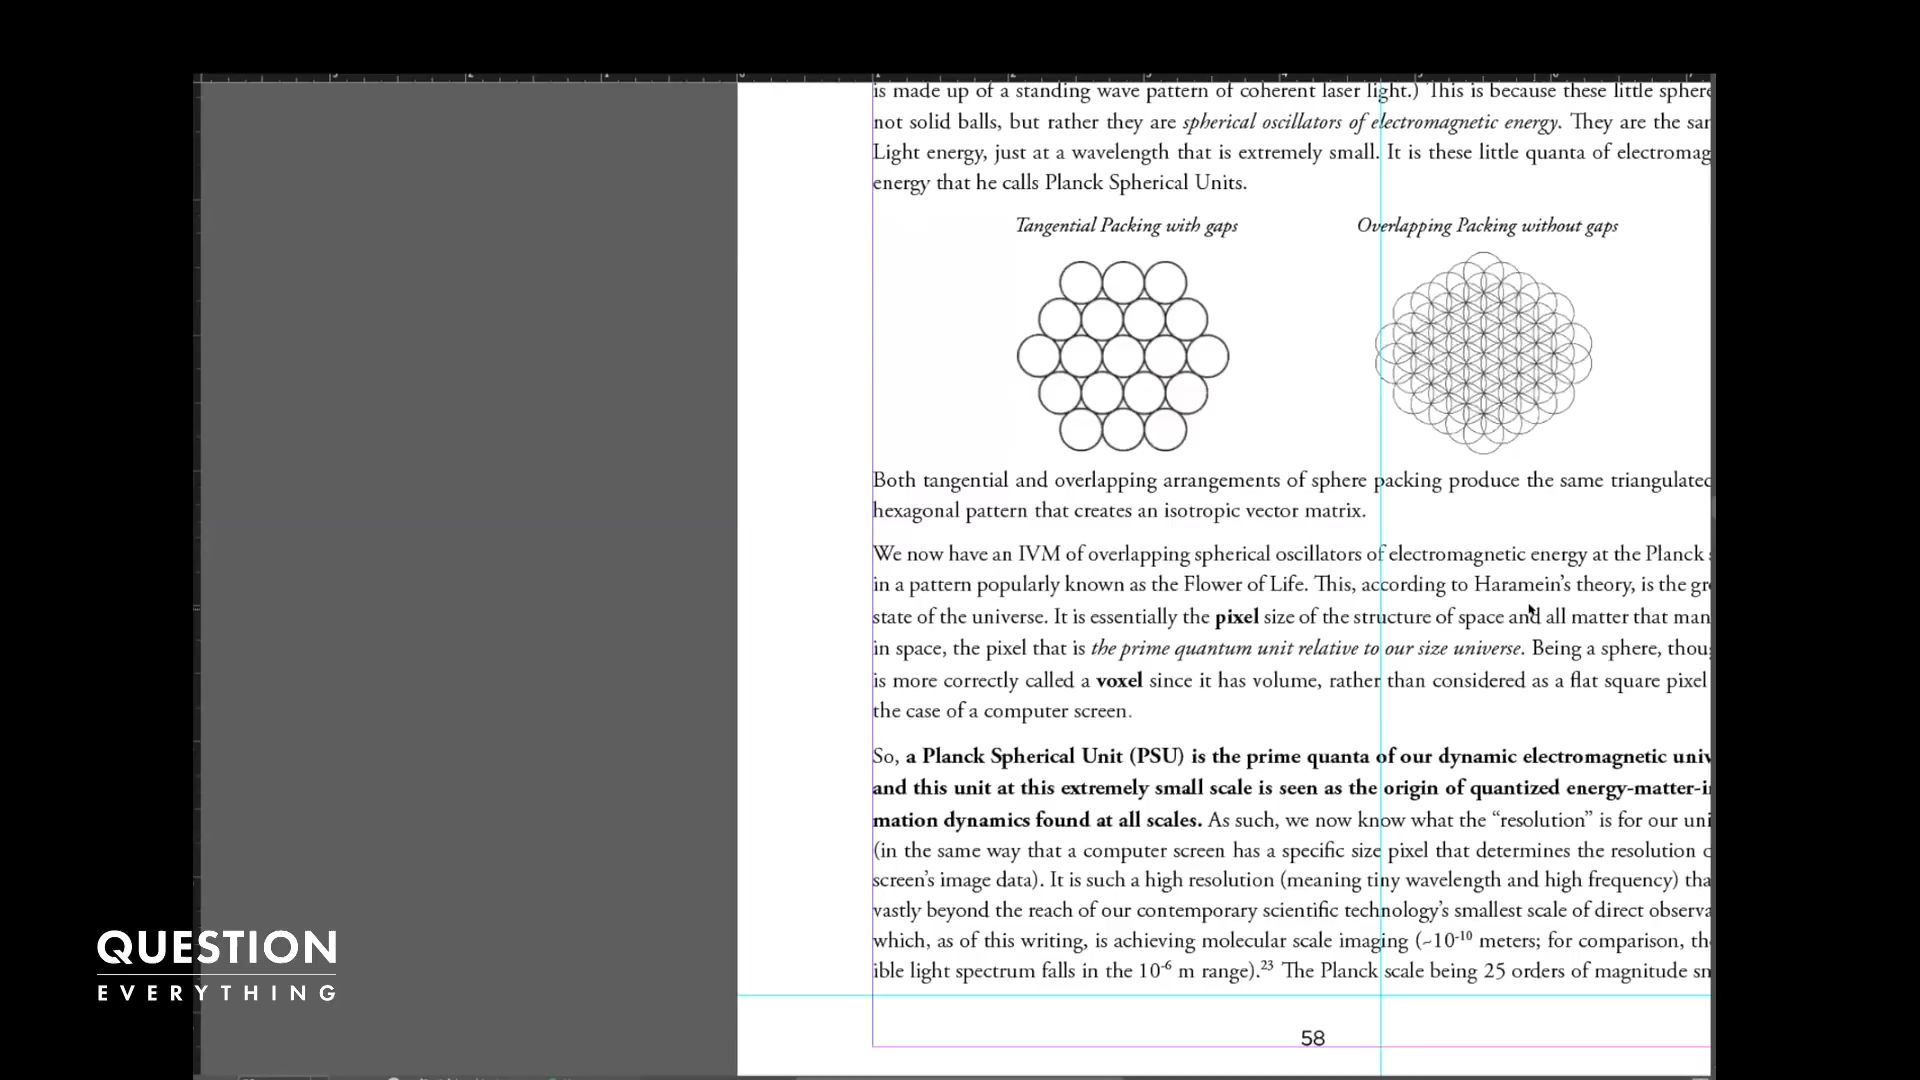 is made up of a standing wave pattern of coherent laser light.) This is because these little sphere
not solid balls, but rather they are spherical oscillators of electromagnetic energy. They are the sar
Light energy, just at a wavelength that is extremely small. It is these little quanta of electromag
energy that he calls Planck Spherical Units.
Tangential Packing with gaps
Overlapping Packing without gaps
Both tangential and overlapping arrangements of sphere packing produce the same triangulated
hexagonal pattern that creates an isotropic vector matrix.
We now have an IVM of overlapping spherical oscillators of electromagnetic energy at the Planck
in a pattern popularly known as the Flower of Life. This, according to Haramein's theory, is the gr
state of the universe. It is essentially the pixel size of the structure of space and all matter that man
in space, the pixel that is the prime quantum unit relative to our size universe. Being a sphere, thou
is more correctly called a voxel since it has volume, rather than considered as a flat square pixel
the case of a computer screen.
So, a Planck Spherical Unit (PSU) is the prime quanta of our dynamic electromagnetic univ
and this unit at this extremely small scale is seen as the origin of quantized energy-matter-i
mation dynamics found at all scales. As such, we now know what the “resolution” is for our uni
(in the same way that a computer screen has a specific size pixel that determines the resolution
screen's image data). It is such a high resolution (meaning tiny wavelength and high frequency) tha
vastly beyond the reach of our contemporary scientific technology's smallest scale of direct observa
which, as of this writing, is achieving molecular scale imaging (~10⁻¹⁰ meters; for comparison, th
ible light spectrum falls in the 10⁻⁶ m range).²³ The Planck scale being 25 orders of magnitude sm
58
QUESTION
EVERYTHING